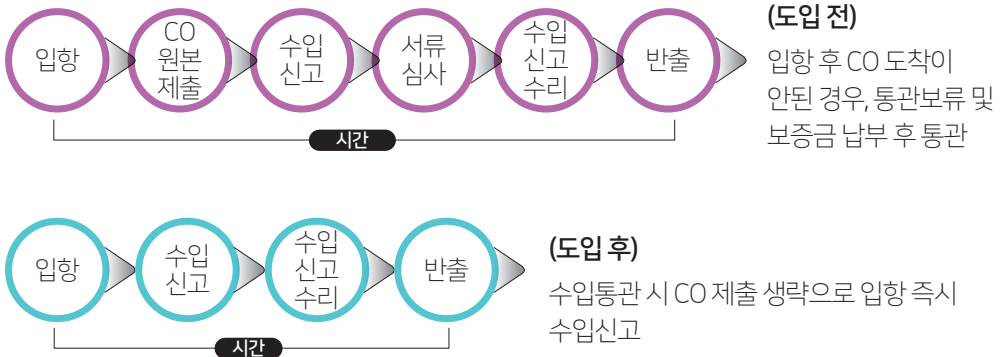 입항
CO
원본
제출
수입
신고
서류
심사
수입
신고
수리
반출
시간
(도입 전)
입항 후 CO 도착이
안된 경우, 통관보류 및
보증금 납부 후 통관
입항
수입
신고
수입
신고
수리
반출
시간
(도입 후)
수입통관 시 CO 제출 생략으로 입항 즉시
수입신고